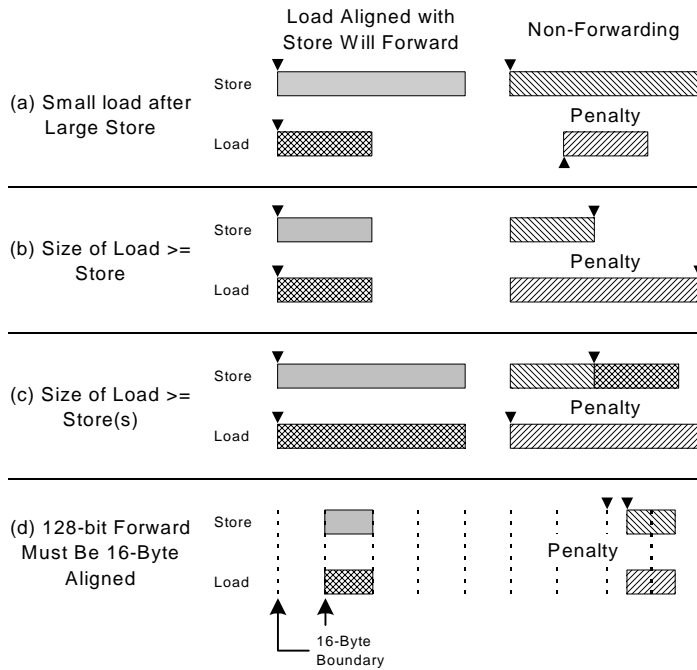 Load Aligned with
Store Will Forward
Non-Forwarding
(a) Small load after
Large Store
Store
Load
Penalty
(b) Size of Load >=
Store
Store
Load
Penalty
(c) Size of Load >=
Store(s)
Store
Load
Penalty
(d) 128-bit Forward
Must Be 16-Byte
Aligned
Store
Load
Penalty
16-Byte
Boundary